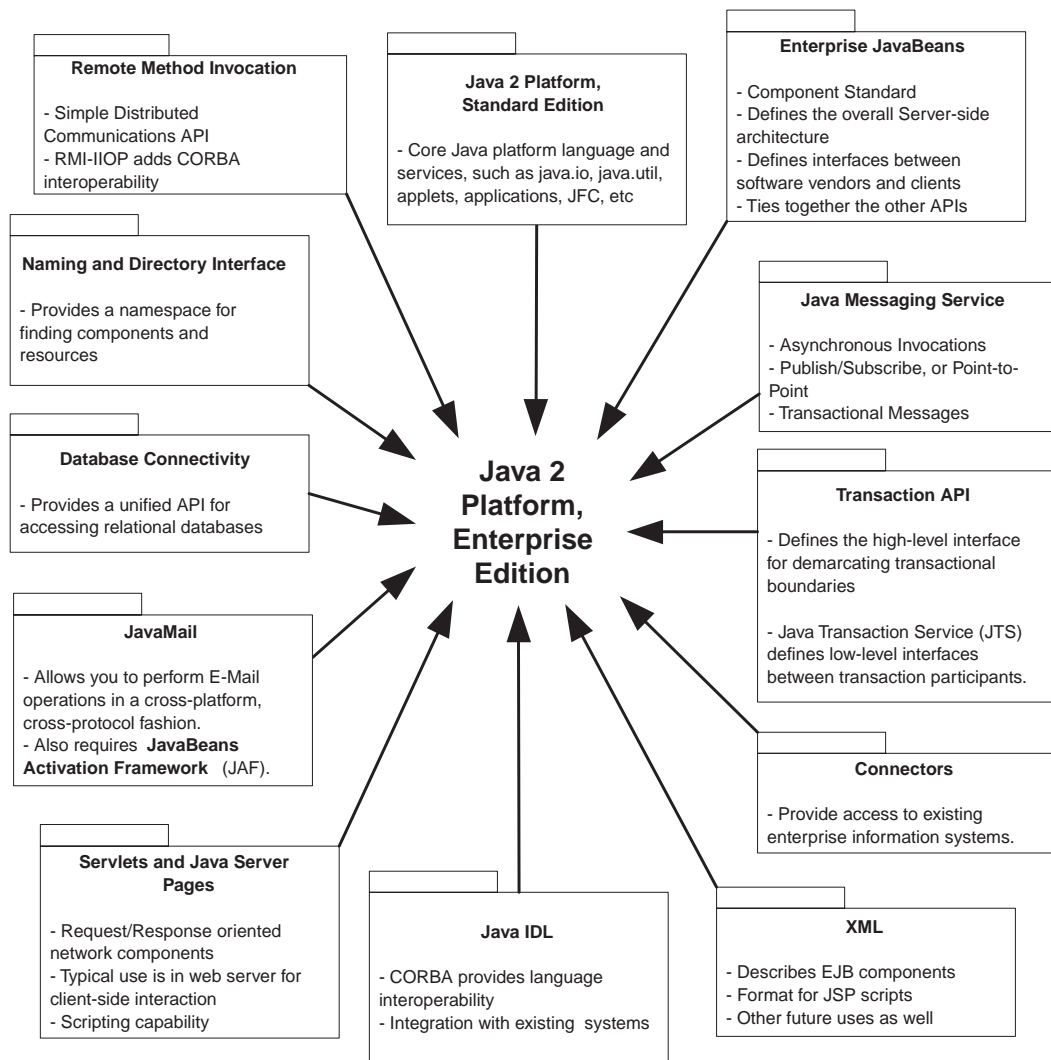 Remote Method Invocation
- Simple Distributed
Communications API
- RMI-IIOP adds CORBA
interoperability
Java 2 Platform,
Standard Edition
- Core Java platform language and
services, such as java.io, java.util,
applets, applications, JFC, etc
Enterprise JavaBeans
- Component Standard
- Defines the overall Server-side
architecture
- Defines interfaces between
software vendors and clients
- Ties together the other APIs
Naming and Directory Interface
- Provides a namespace for
finding components and
resources
Java Messaging Service
- Asynchronous Invocations
- Publish/Subscribe, or Point-to-
Point
- Transactional Messages
Database Connectivity
- Provides a unified API for
accessing relational databases
Java 2
Platform,
Enterprise
Edition
Transaction API
- Defines the high-level interface
for demarcating transactional
boundaries
- Java Transaction Service (JTS)
defines low-level interfaces
between transaction participants.
JavaMail
- Allows you to perform E-Mail
operations in a cross-platform,
cross-protocol fashion.
- Also requires JavaBeans
Activation Framework (JAF).
Connectors
- Provide access to existing
enterprise information systems.
Servlets and Java Server
Pages
- Request/Response oriented
network components
- Typical use is in web server for
client-side interaction
- Scripting capability
Java IDL
- CORBA provides language
interoperability
- Integration with existing systems
XML
- Describes EJB components
- Format for JSP scripts
- Other future uses as well